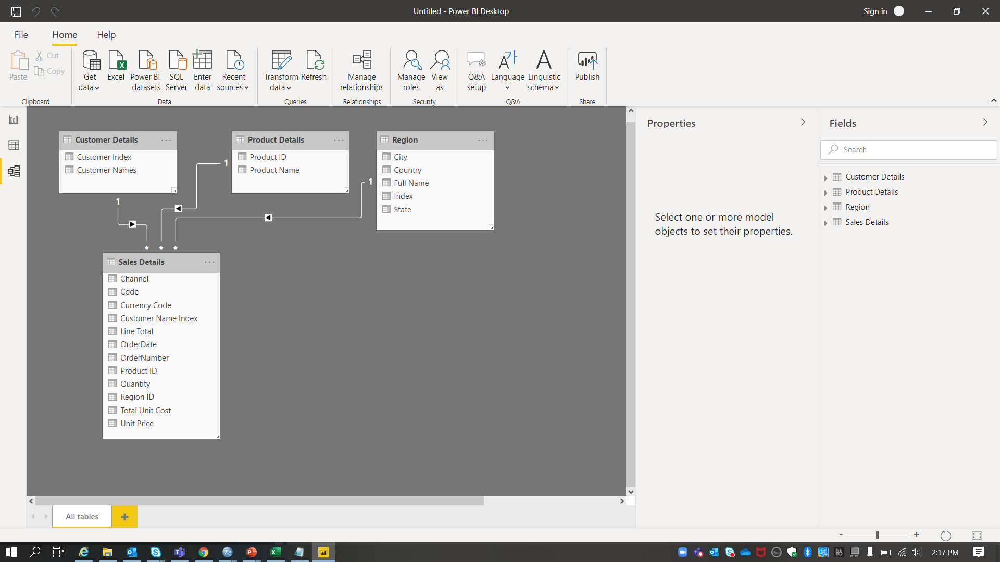 Untitled - Power BI Desktop
Sign in
File
Home
Help
Paste
Cut
Copy
Clipboard
Get data
Excel
Power BI datasets
SQL Server
Enter data
Recent sources
Data
Transform data
Refresh
Queries
Manage relationships
Relationships
Manage roles
View as
Security
Q&A setup
Language
Linguistic schema
Q&A
Publish
Share
Customer Details
Customer Index
Customer Names
Product Details
Product ID
Product Name
Region
City
Country
Full Name
Index
State
1
1
1
*
*
*
Sales Details
Channel
Code
Currency Code
Customer Name Index
Line Total
OrderDate
OrderNumber
Product ID
Quantity
Region ID
Total Unit Cost
Unit Price
Properties
Select one or more model
objects to set their properties.
Fields
Search
Customer Details
Product Details
Region
Sales Details
All tables
+
- +
2:17 PM